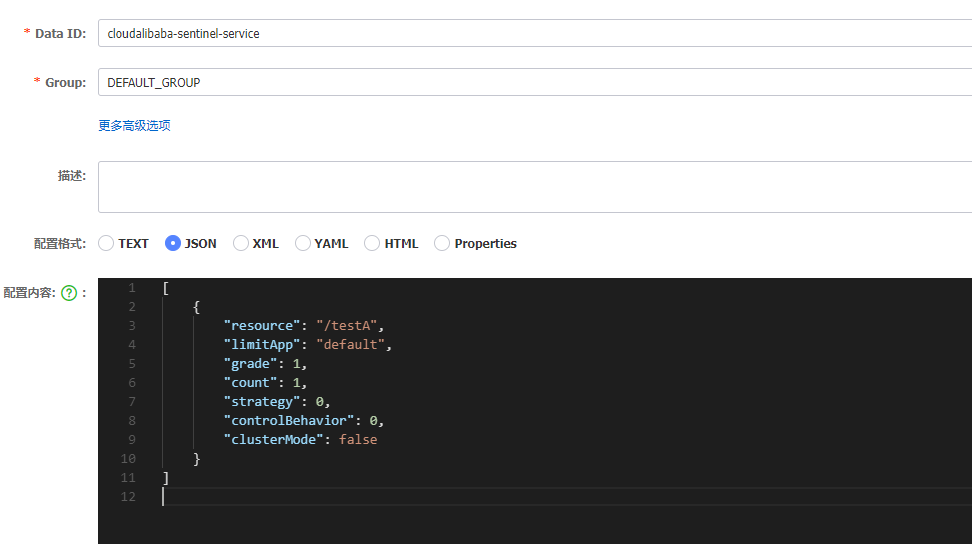 * Data ID: cloudalibaba-sentinel-service
* Group: DEFAULT_GROUP
更多高级选项
描述:
配置格式: TEXT JSON XML YAML HTML Properties
配置内容: ? :
1 [
2 {
3 "resource": "/testA",
4 "limitApp": "default",
5 "grade": 1,
6 "count": 1,
7 "strategy": 0,
8 "controlBehavior": 0,
9 "clusterMode": false
10 }
11 ]
12